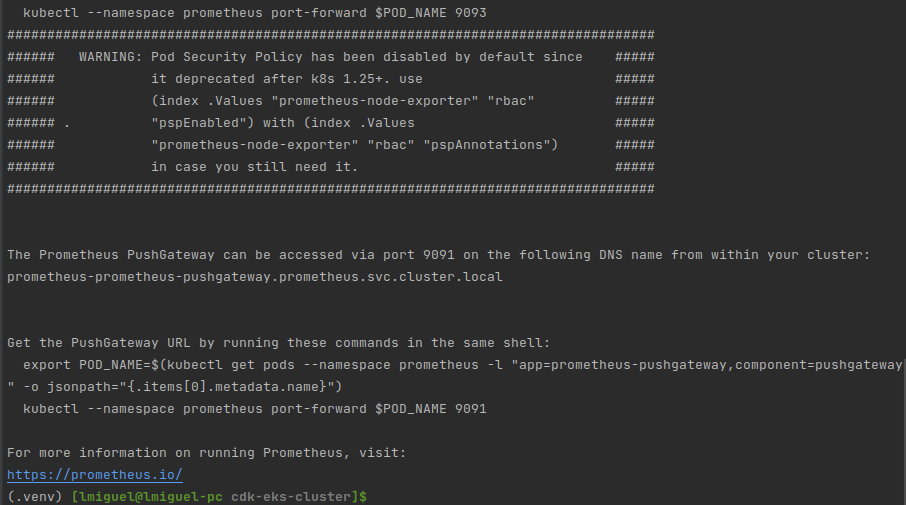 kubectl --namespace prometheus port-forward $POD_NAME 9093
#################################################################################
######   WARNING: Pod Security Policy has been disabled by default since    #####
######            it deprecated after k8s 1.25+. use                        #####
######            (index .Values "prometheus-node-exporter" "rbac"          #####
###### .          "pspEnabled") with (index .Values                         #####
######            "prometheus-node-exporter" "rbac" "pspAnnotations")       #####
######            in case you still need it.                                #####
#################################################################################
The Prometheus PushGateway can be accessed via port 9091 on the following DNS name from within your cluster:
prometheus-prometheus-pushgateway.prometheus.svc.cluster.local
Get the PushGateway URL by running these commands in the same shell:
  export POD_NAME=$(kubectl get pods --namespace prometheus -l "app=prometheus-pushgateway,component=pushgateway
" -o jsonpath="{.items[0].metadata.name}")
  kubectl --namespace prometheus port-forward $POD_NAME 9091
For more information on running Prometheus, visit:
https://prometheus.io/
(.venv) [lmiguel@lmiguel-pc cdk-eks-cluster]$